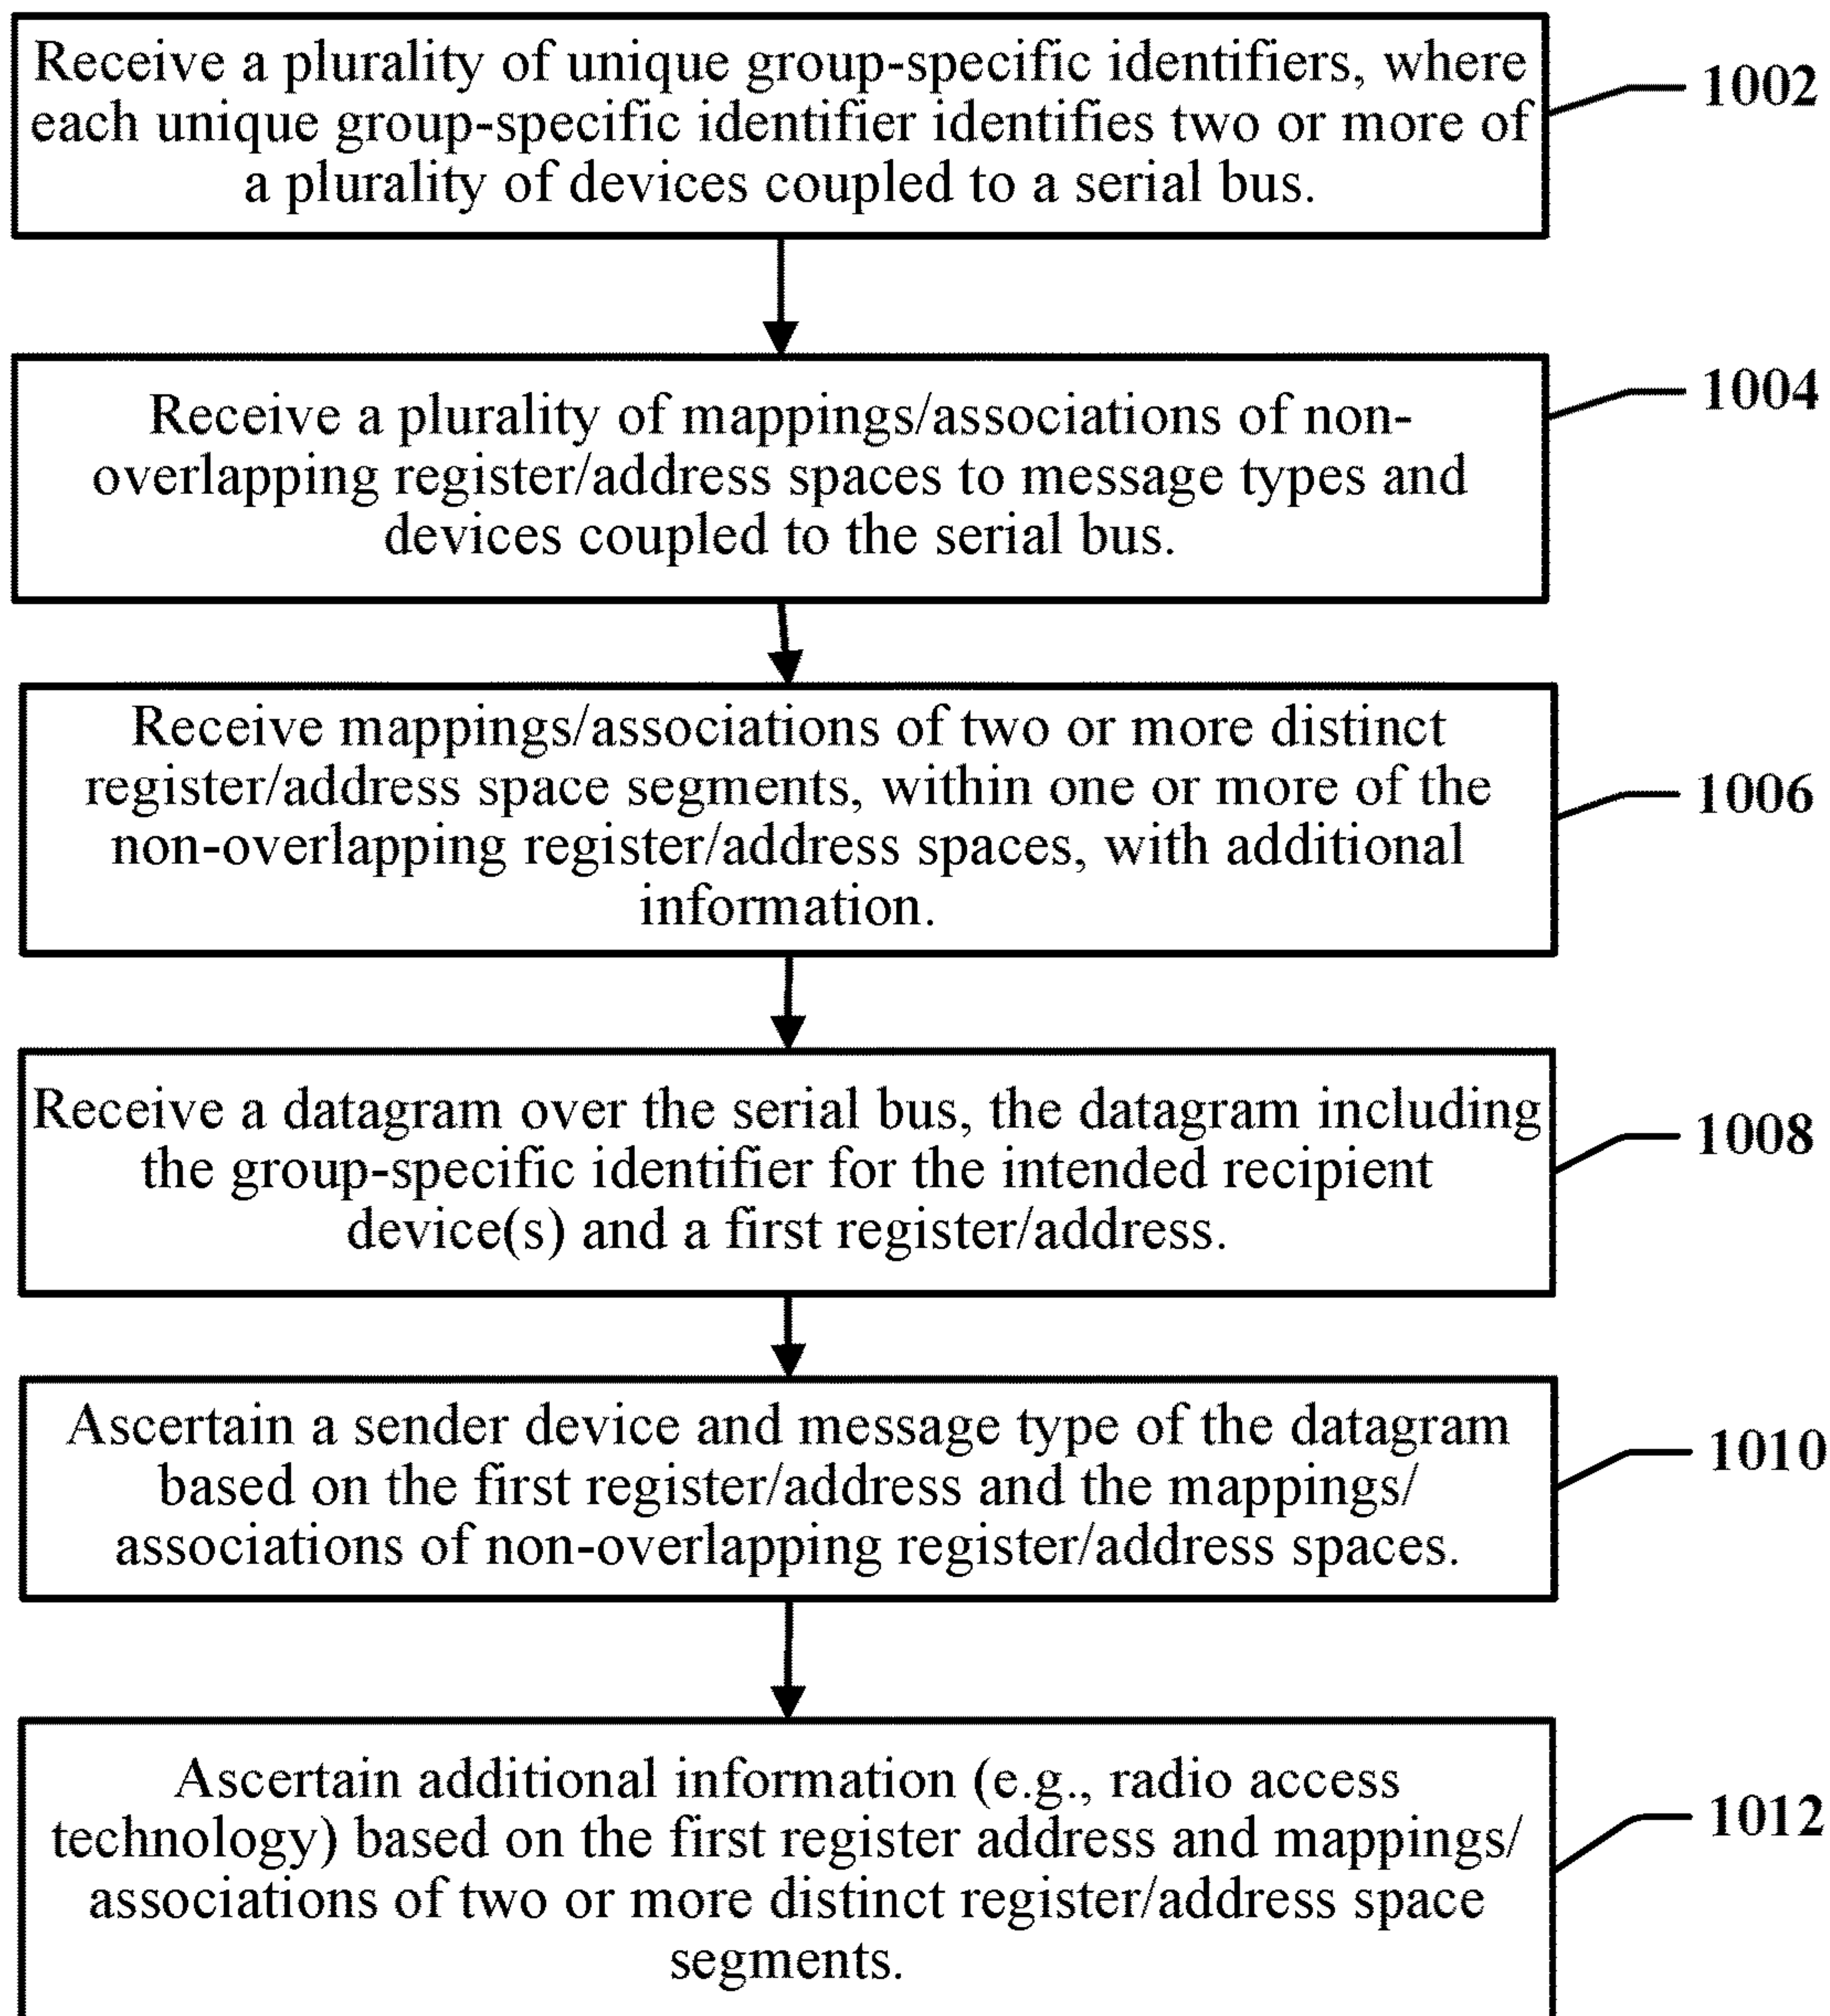 Receive a plurality of unique group-specific identifiers, where
each unique group-specific identifier identifies two or more of
a plurality of devices coupled to a serial bus.
1002
Receive a plurality of mappings/associations of non-
overlapping register/address spaces to message types and
devices coupled to the serial bus.
1004
Receive mappings/associations of two or more distinct
register/address space segments, within one or more of the
non-overlapping register/address spaces, with additional
information.
1006
Receive a datagram over the serial bus, the datagram including
the group-specific identifier for the intended recipient
device(s) and a first register/address.
1008
Ascertain a sender device and message type of the datagram
based on the first register/address and the mappings/
associations of non-overlapping register/address spaces.
1010
Ascertain additional information (e.g., radio access
technology) based on the first register address and mappings/
associations of two or more distinct register/address space
segments.
1012